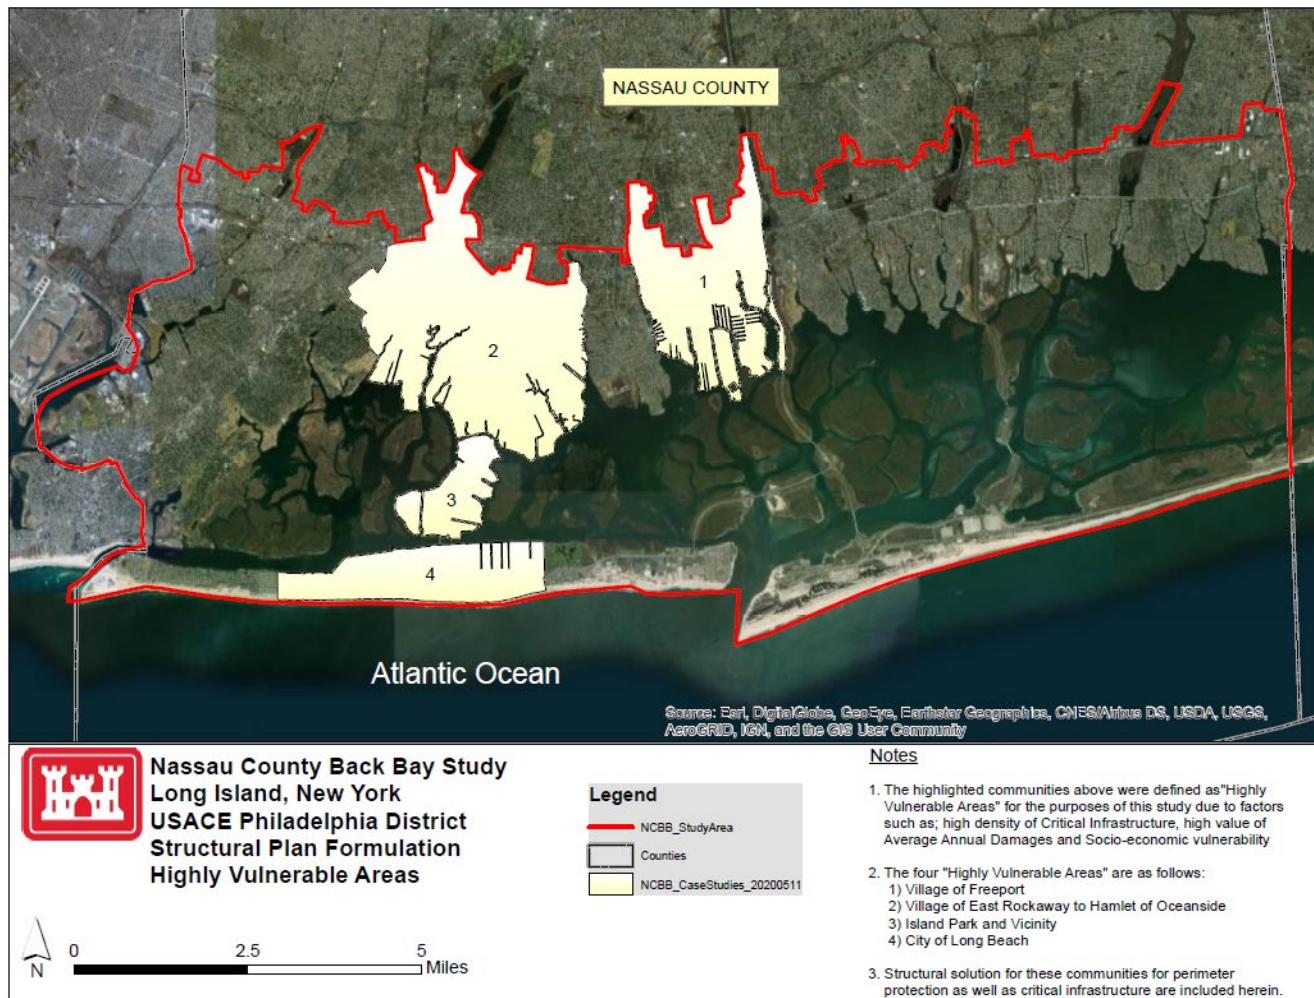 NASSAU COUNTY
1
2
3
4
Atlantic Ocean
Source: Esri, DigitalGlobe, GeoEye, Earthstar Geographics, CNES/Airbus DS, USDA, USGS,
AeroGRID, IGN, and the GIS User Community
Nassau County Back Bay Study
Long Island, New York
USACE Philadelphia District
Structural Plan Formulation
Highly Vulnerable Areas
N
0 2.5 5
Miles
Legend
NCBB_StudyArea
Counties
NCBB_CaseStudies_20200511
Notes
1. The highlighted communities above were defined as"Highly
Vulnerable Areas" for the purposes of this study due to factors
such as; high density of Critical Infrastructure, high value of
Average Annual Damages and Socio-economic vulnerability
2. The four "Highly Vulnerable Areas" are as follows:
1) Village of Freeport
2) Village of East Rockaway to Hamlet of Oceanside
3) Island Park and Vicinity
4) City of Long Beach
3. Structural solution for these communities for perimeter
protection as well as critical infrastructure are included herein.